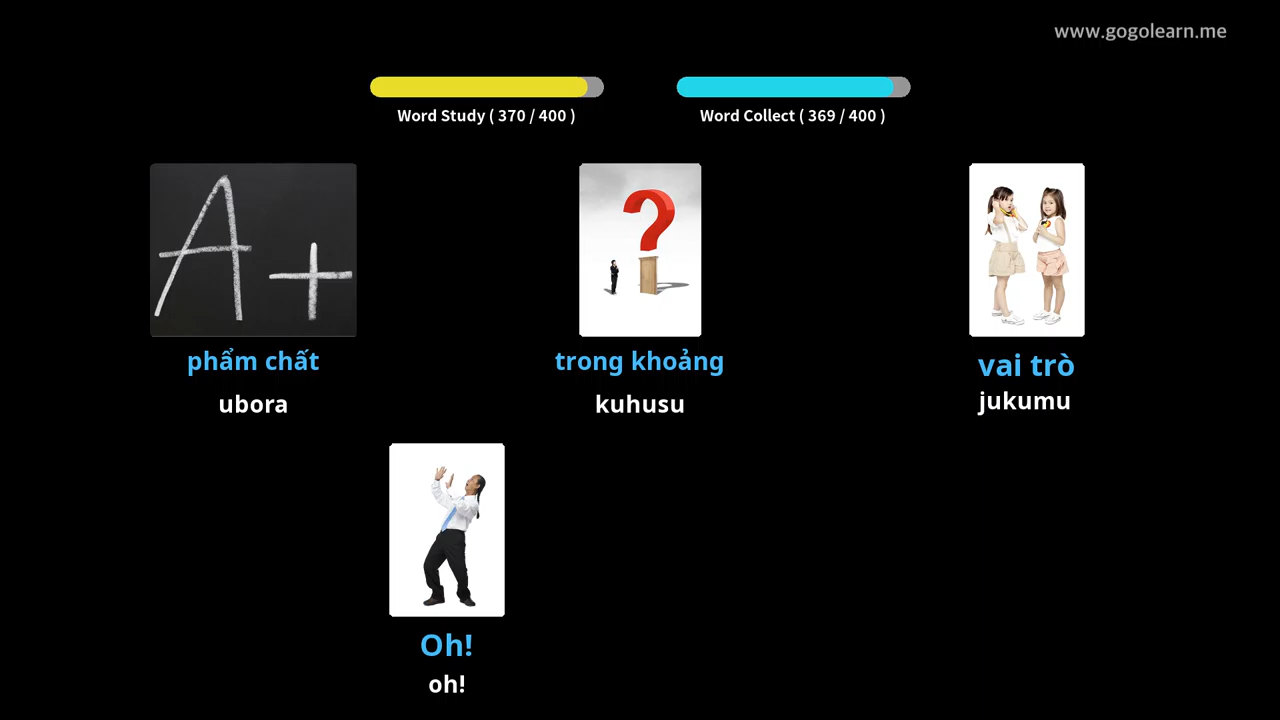 www.gogolearn.me
Word Study ( 370 / 400 )
Word Collect ( 369 / 400 )
A+
?
phẩm chất
trong khoảng
vai trò
ubora
kuhusu
jukumu
Oh!
oh!